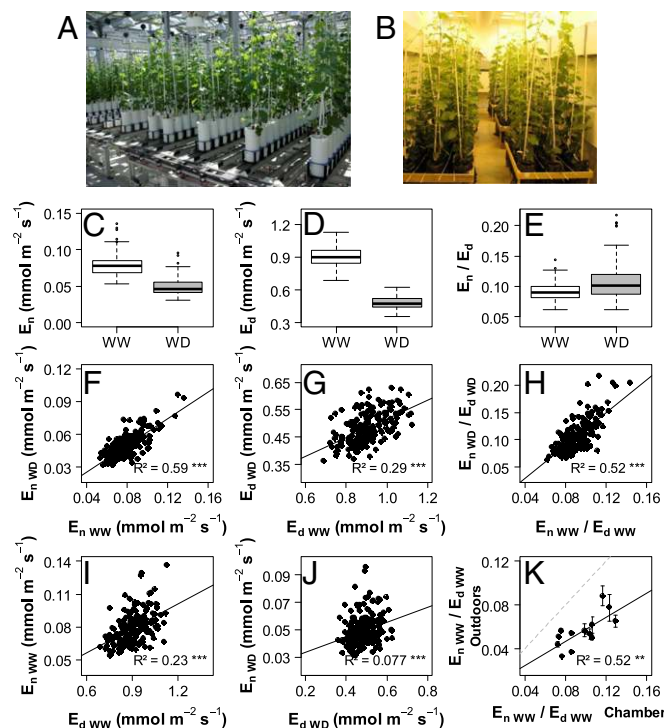 A
B
C
E_n (mmol m⁻² s⁻¹)
0.15
0.10
0.05
0.00
WW
WD
D
E_d (mmol m⁻² s⁻¹)
1.2
0.9
0.6
0.3
WW
WD
E
E_n / E_d
0.20
0.15
0.10
0.05
WW
WD
F
E_n WD (mmol m⁻² s⁻¹)
0.12
0.09
0.06
0.03
R² = 0.59 ***
0.04
0.08
0.12
0.16
E_n WW (mmol m⁻² s⁻¹)
G
E_d WD (mmol m⁻² s⁻¹)
0.65
0.55
0.45
0.35
R² = 0.29 ***
0.6
0.8
1.0
1.2
E_d WW (mmol m⁻² s⁻¹)
H
E_n WD / E_d WD
0.20
0.15
0.10
0.05
R² = 0.52 ***
0.04
0.08
0.12
0.16
E_n WW / E_d WW
I
E_n WW (mmol m⁻² s⁻¹)
0.14
0.11
0.08
0.05
R² = 0.23 ***
0.6
0.8
1.1
1.4
E_d WW (mmol m⁻² s⁻¹)
J
E_n WD (mmol m⁻² s⁻¹)
0.09
0.07
0.05
0.03
R² = 0.077 ***
0.2
0.4
0.6
0.8
E_d WD (mmol m⁻² s⁻¹)
K
E_n WW / E_d WW
Outdoors
0.12
0.08
0.04
R² = 0.52 **
0.04
0.08
0.12
0.16
E_n WW / E_d WW Chamber